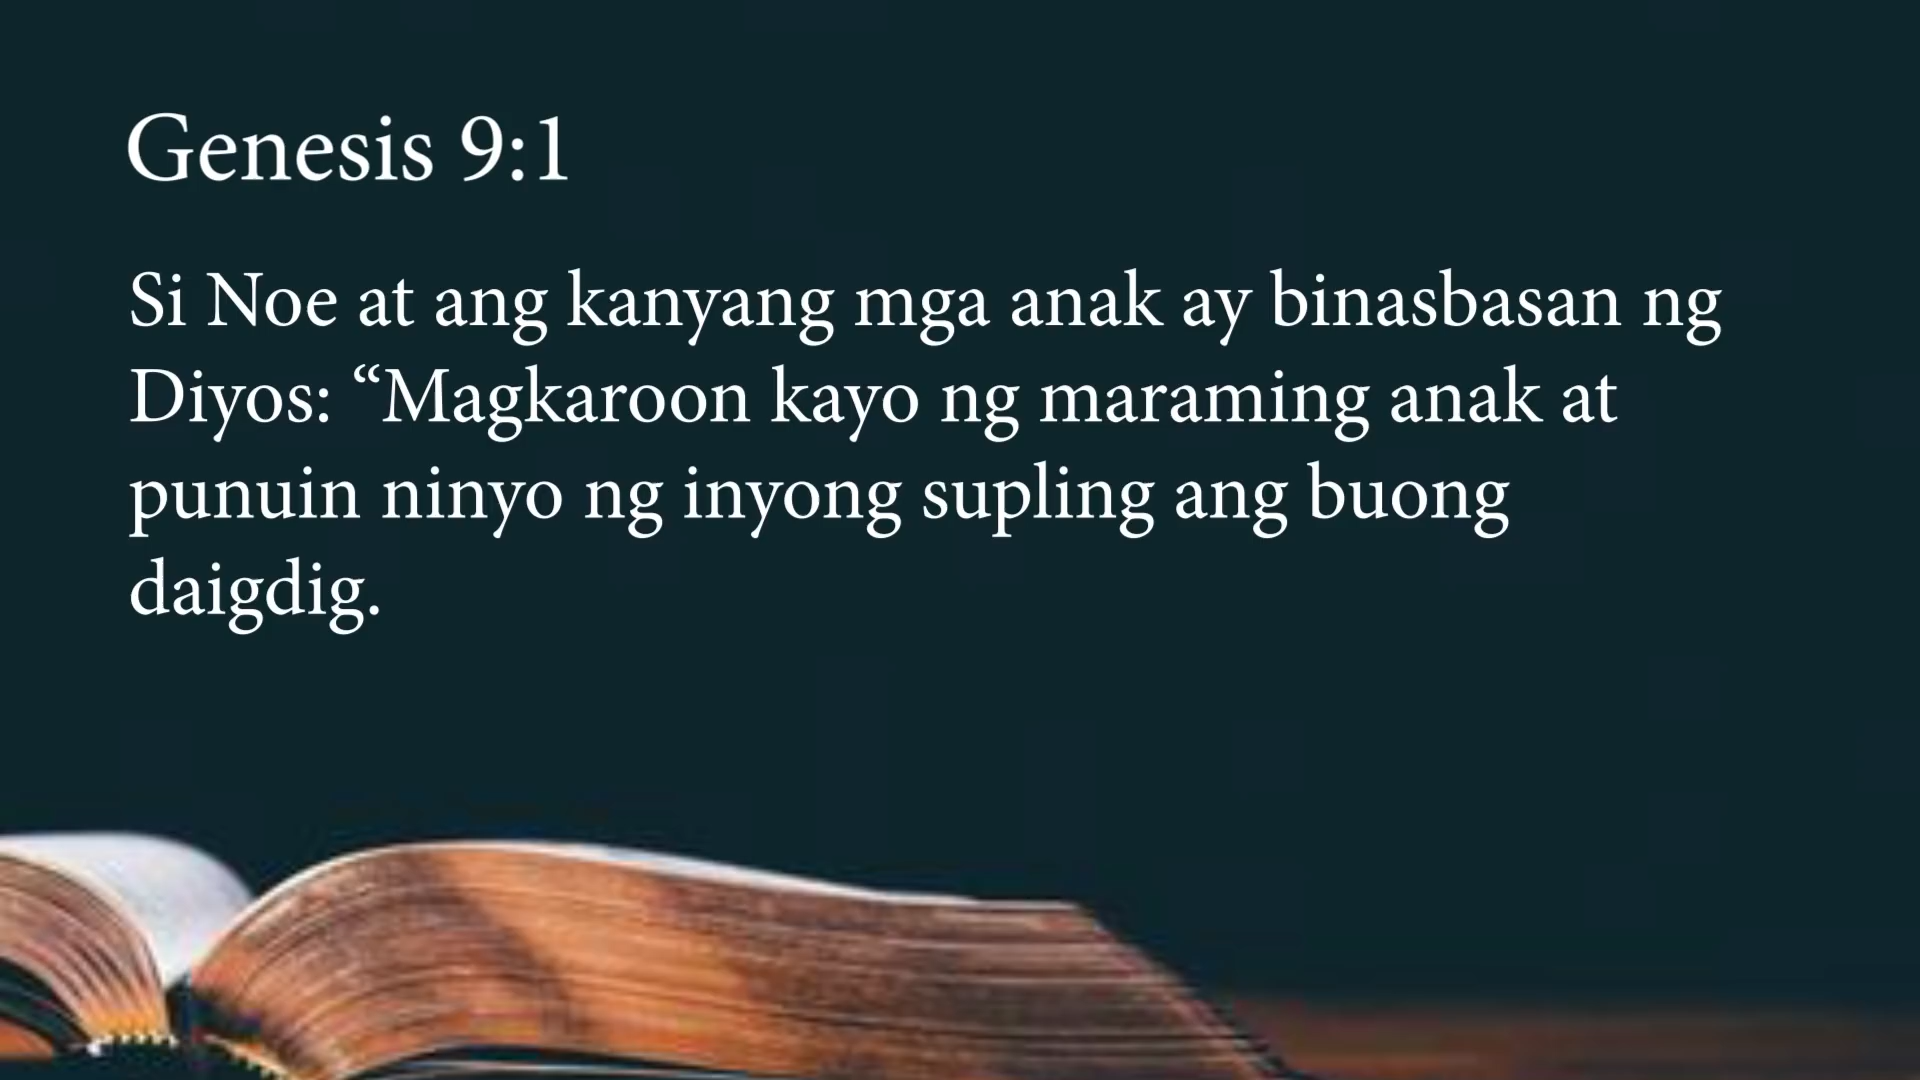 Genesis 9:1
Si Noe at ang kanyang mga anak ay binasbasan ng
Diyos: “Magkaroon kayo ng maraming anak at
punuin ninyo ng inyong supling ang buong
daigdig.